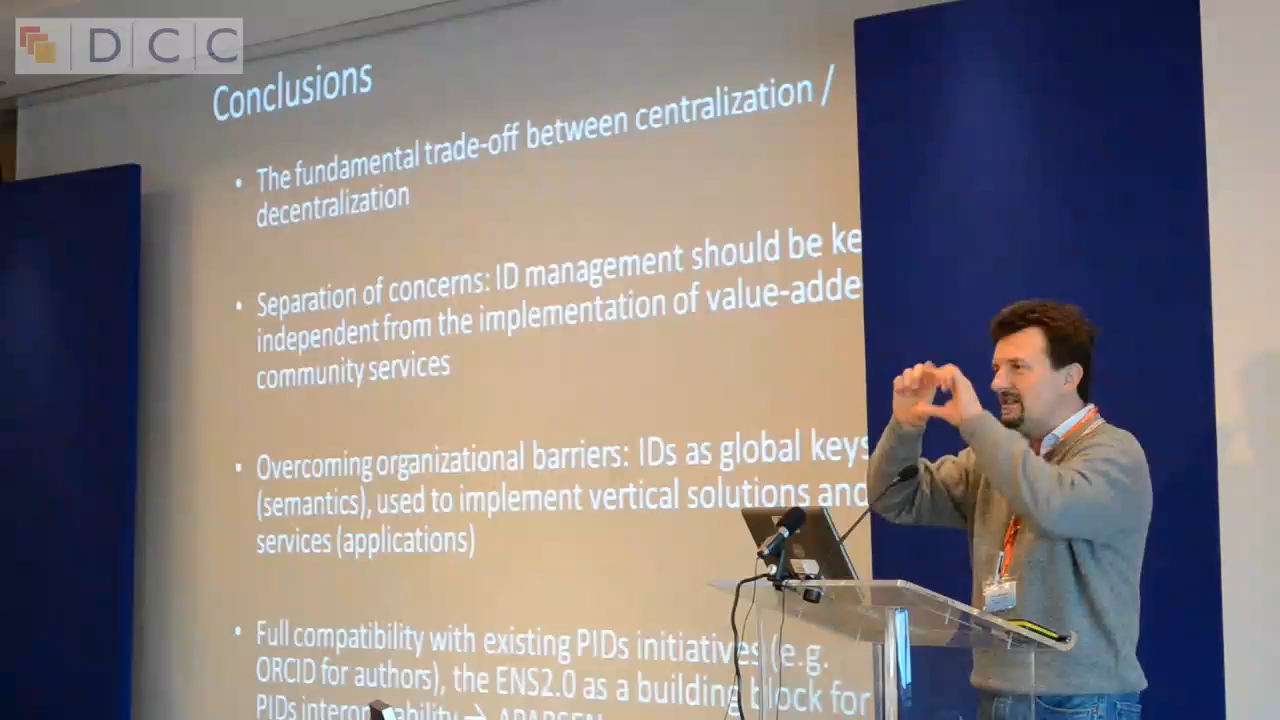 DCC
Conclusions
• The fundamental trade-off between centralization /
decentralization
• Separation of concerns: ID management should be ke
independent from the implementation of value-adde
community services
• Overcoming organizational barriers: IDs as global keys
(semantics), used to implement vertical solutions and
services (applications)
• Full compatibility with existing PIDs initiatives (e.g.
ORCID for authors), the ENS2.0 as a building block for
PIDs → APARSEN